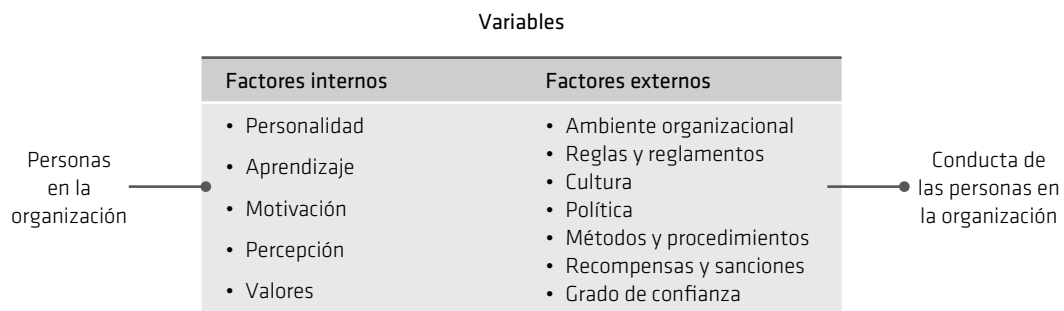 Variables
Factores internos
• Personalidad
• Aprendizaje
• Motivación
• Percepción
• Valores
Factores externos
• Ambiente organizacional
• Reglas y reglamentos
• Cultura
• Política
• Métodos y procedimientos
• Recompensas y sanciones
• Grado de confianza
Personas
en la
organización
Conducta de
las personas en
la organización